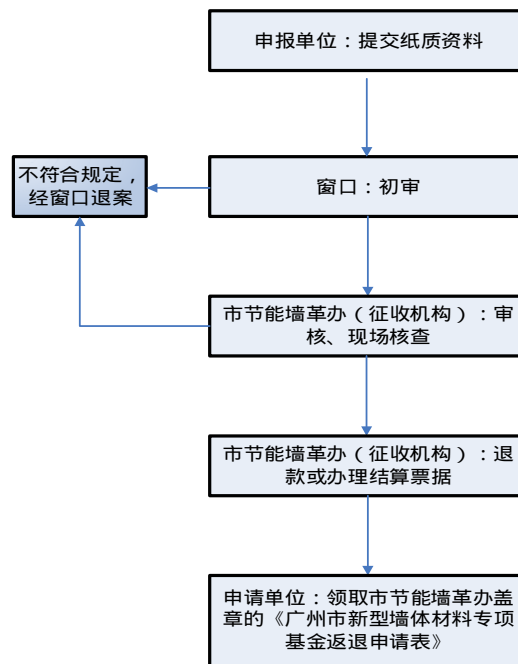 申报单位：提交纸质资料
不符合规定，
经窗口退案
窗口：初审
市节能墙革办（征收机构）：审
核、现场核查
市节能墙革办（征收机构）：退
款或办理结算票据
申请单位：领取市节能墙革办盖
章的《广州市新型墙体材料专项
基金返退申请表》